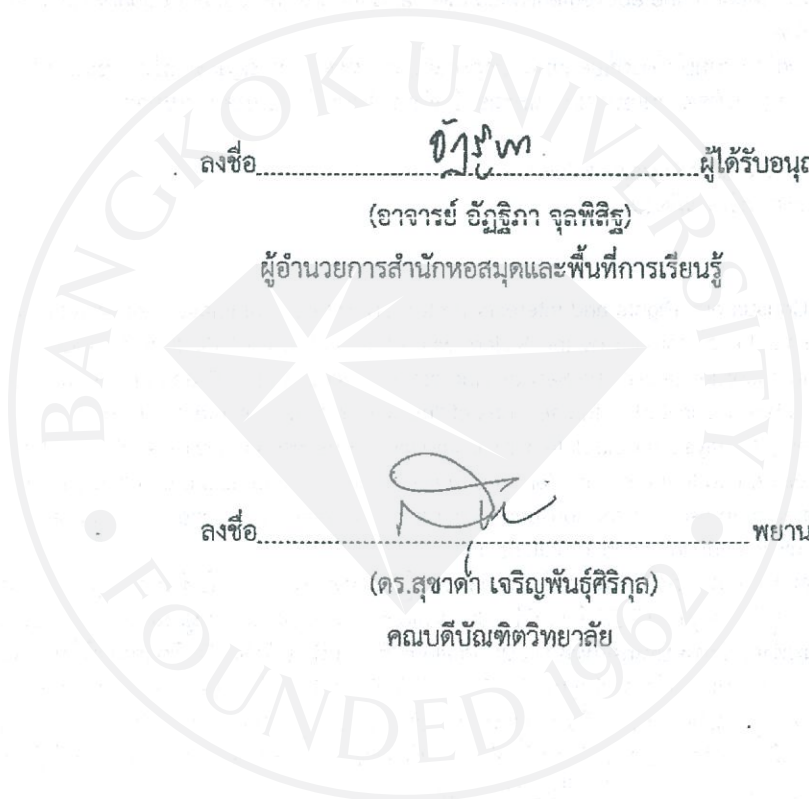 BANGKOK UNIVERSITY
ลงชื่อ ผู้ได้รับอนุญ
(อาจารย์ อัฏฐิภา จุลพิสิฐ)
ผู้อำนวยการสำนักหอสมุดและพื้นที่การเรียนรู้
ลงชื่อ พยาน
(ดร.สุชาดา เจริญพันธุ์ศิริกุล)
คณบดีบัณฑิตวิทยาลัย
FOUNDED 1962